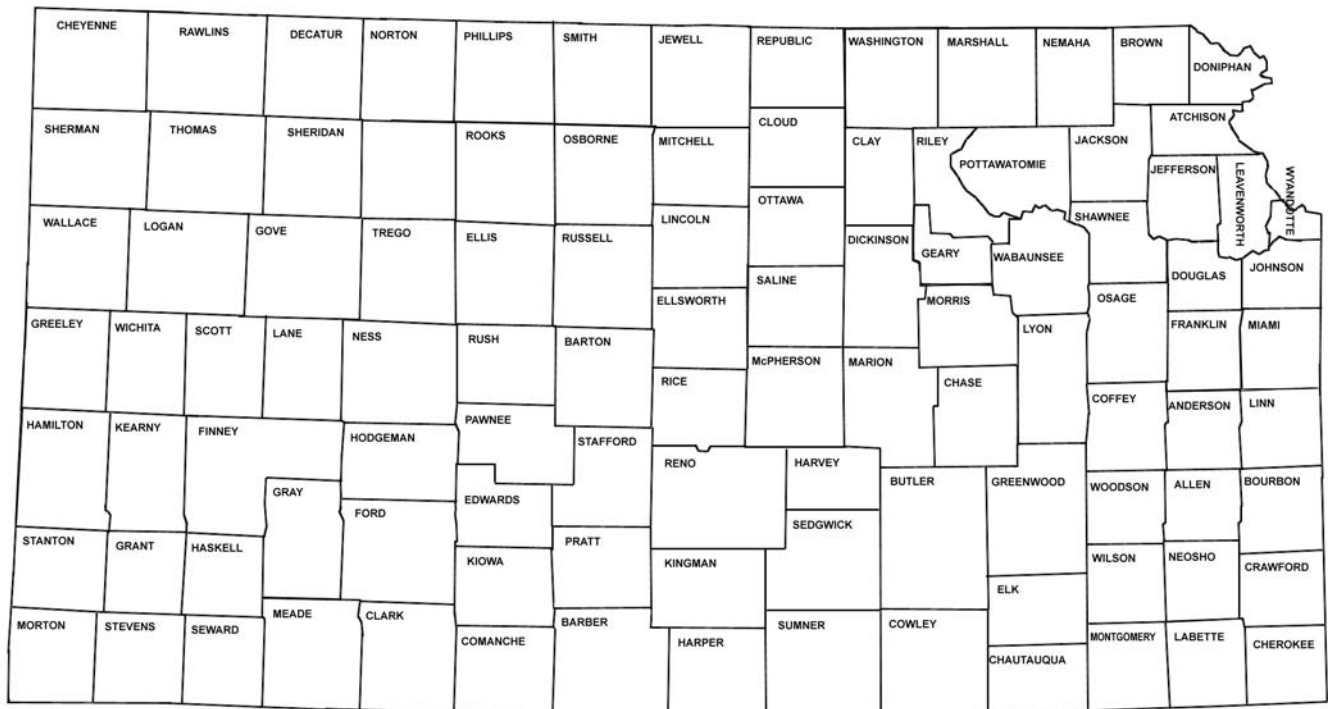 CHEYENNE
RAWLINS
DECATUR
NORTON
PHILLIPS
SMITH
JEWELL
REPUBLIC
WASHINGTON
MARSHALL
NEMAHA
BROWN
DONIPHAN
SHERMAN
THOMAS
SHERIDAN
ROOKS
OSBORNE
MITCHELL
CLOUD
CLAY
RILEY
POTTAWATOMIE
JACKSON
ATCHISON
JEFFERSON
LEAVENWORTH
WYANDOTTE
WALLACE
LOGAN
GOVE
TREGO
ELLIS
RUSSELL
LINCOLN
OTTAWA
DICKINSON
GEARY
WABAUNSEE
SHAWNEE
DOUGLAS
JOHNSON
ELLSWORTH
SALINE
MORRIS
OSAGE
GREELEY
WICHITA
SCOTT
LANE
NESS
RUSH
BARTON
RICE
McPHERSON
MARION
CHASE
LYON
FRANKLIN
MIAMI
HAMILTON
KEARNY
FINNEY
HODGEMAN
PAWNEE
STAFFORD
COFFEY
ANDERSON
LINN
GRAY
FORD
EDWARDS
RENO
HARVEY
BUTLER
GREENWOOD
WOODSON
ALLEN
BOURBON
STANTON
GRANT
HASKELL
KIOWA
PRATT
KINGMAN
SEDGWICK
ELK
WILSON
NEOSHO
CRAWFORD
MORTON
STEVENS
SEWARD
MEADE
CLARK
COMANCHE
BARBER
HARPER
SUMNER
COWLEY
CHAUTAUQUA
MONTGOMERY
LABETTE
CHEROKEE